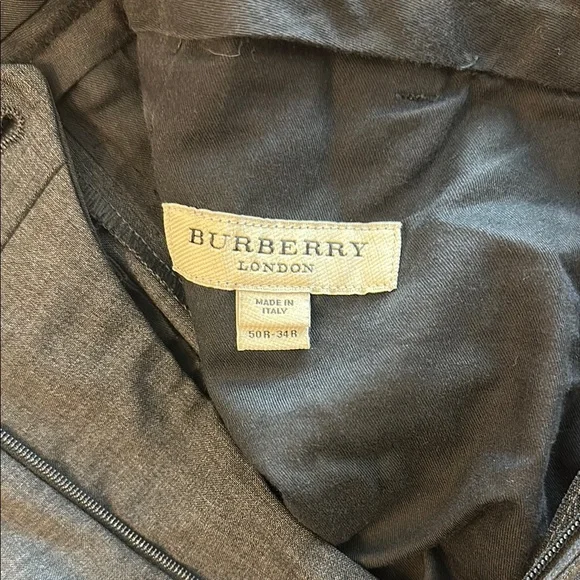 BURBERRY
LONDON
MADE IN
ITALY
50R-34R